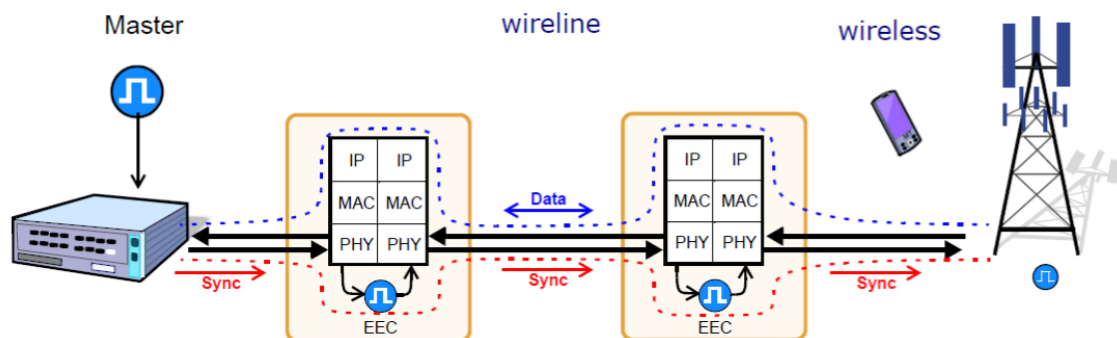 Master
wireline
wireless
IP IP
MAC MAC
PHY PHY
EEC
IP IP
MAC MAC
PHY PHY
EEC
Data
Sync
Sync
Sync